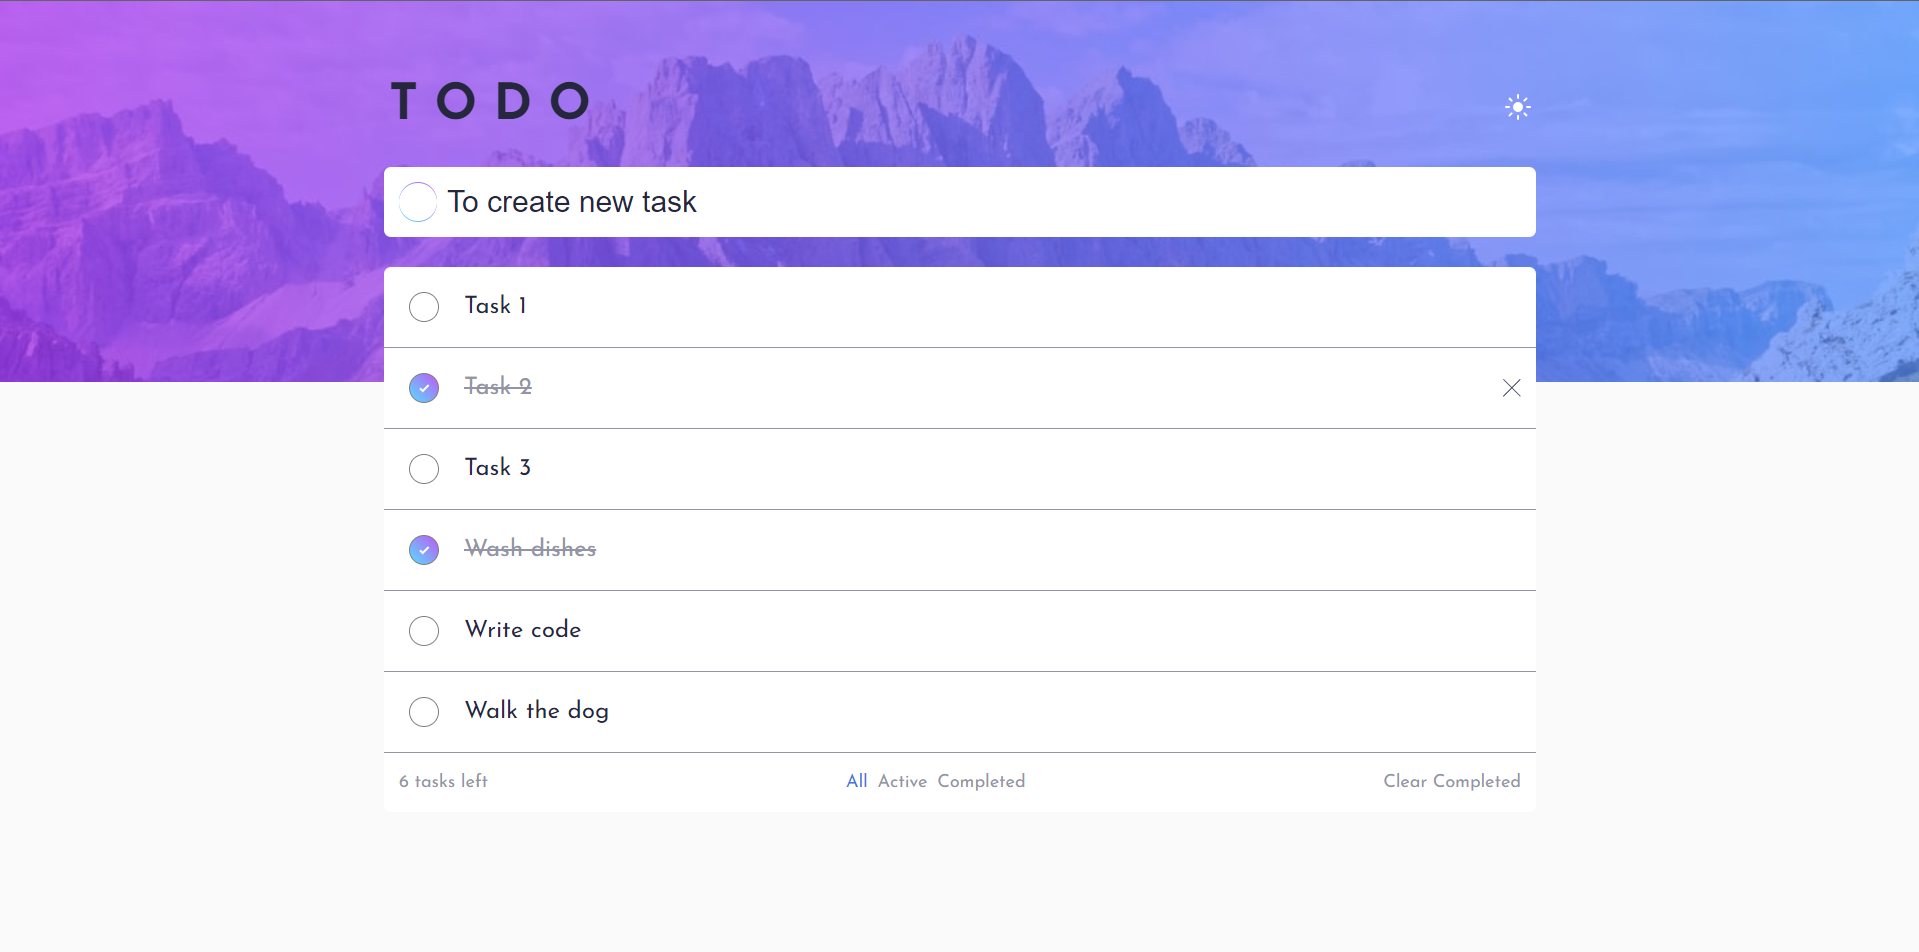 TODO
To create new task
Task 1
Task 2
Task 3
Wash dishes
Write code
Walk the dog
6 tasks left All Active Completed Clear Completed